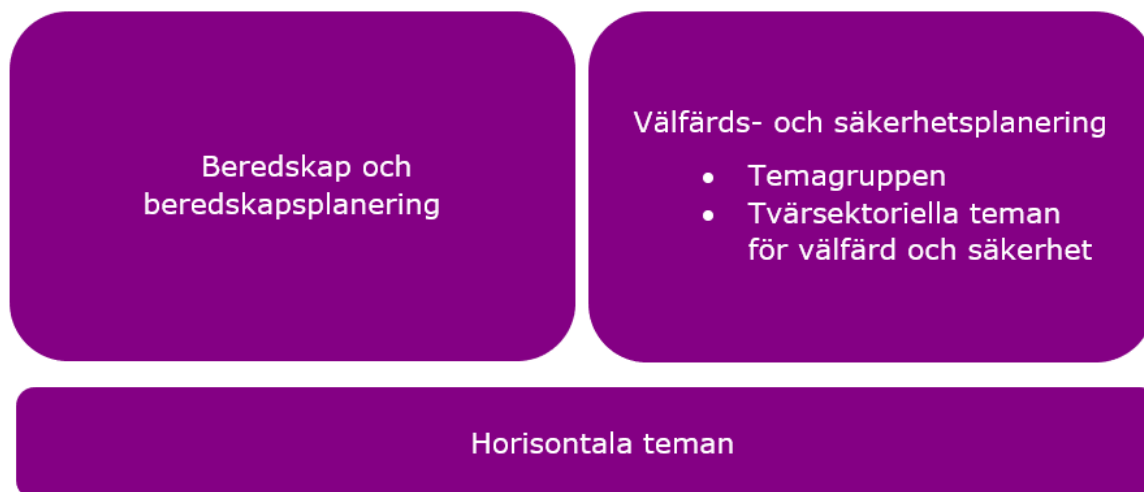 Beredskap och
beredskapsplanering
Välfärds- och säkerhetsplanering
• Temagruppen
• Tvärsektoriella teman
för välfärd och säkerhet
Horisontala teman